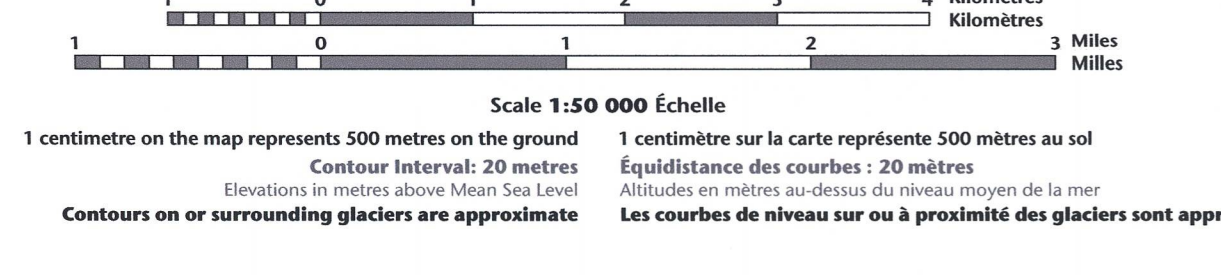 1 0 1 2 3 4 Kilometres
Kilomètres
1 0 1 2 3 Miles
Milles
Scale 1:50 000 Échelle
1 centimetre on the map represents 500 metres on the ground 1 centimètre sur la carte représente 500 mètres au sol
Contour Interval: 20 metres Équidistance des courbes : 20 mètres
Elevations in metres above Mean Sea Level Altitudes en mètres au-dessus du niveau moyen de la mer
Contours on or surrounding glaciers are approximate Les courbes de niveau sur ou à proximité des glaciers sont appr